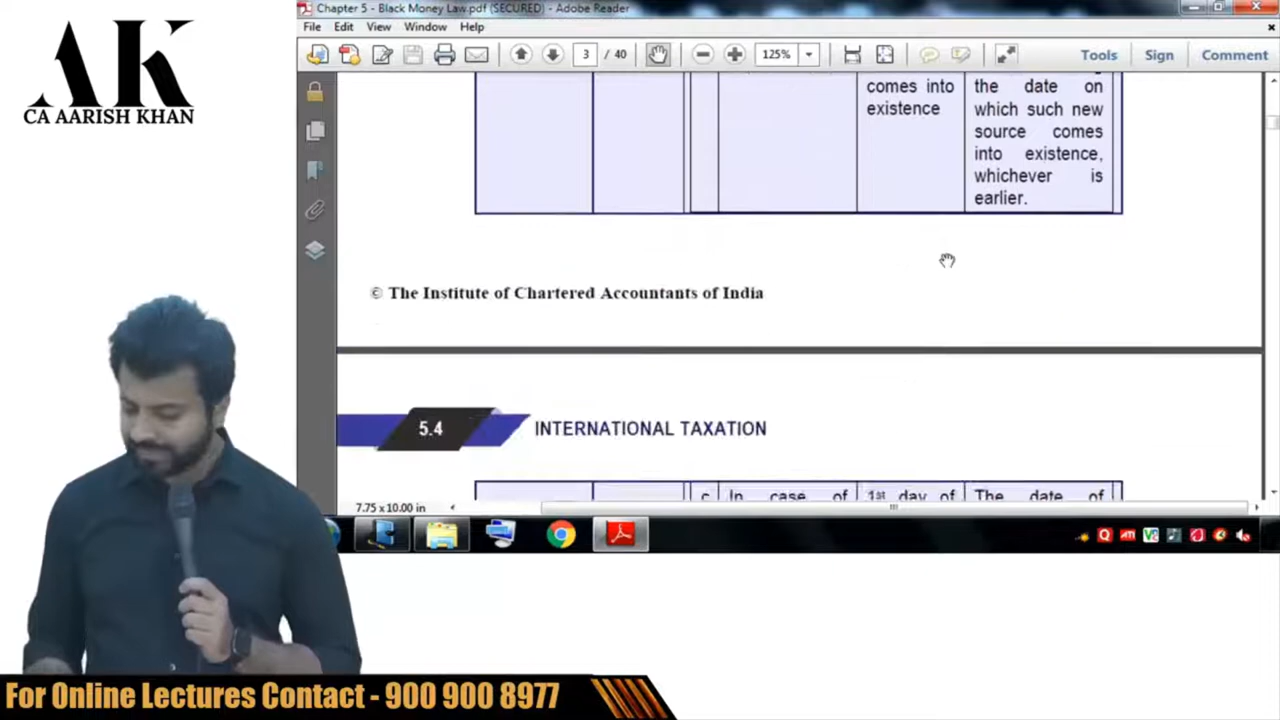 AK
CA AARISH KHAN
Chapter 5 - Black Money Law.pdf (SECURED) - Adobe Reader
File Edit View Window Help
3 / 40 125% Tools Sign Comment
comes into
existence
the date on
which such new
source comes
into existence,
whichever is
earlier.
© The Institute of Chartered Accountants of India
5.4 INTERNATIONAL TAXATION
c In case of 1st day of The date of
7.75 x 10.00 in
For Online Lectures Contact - 900 900 8977